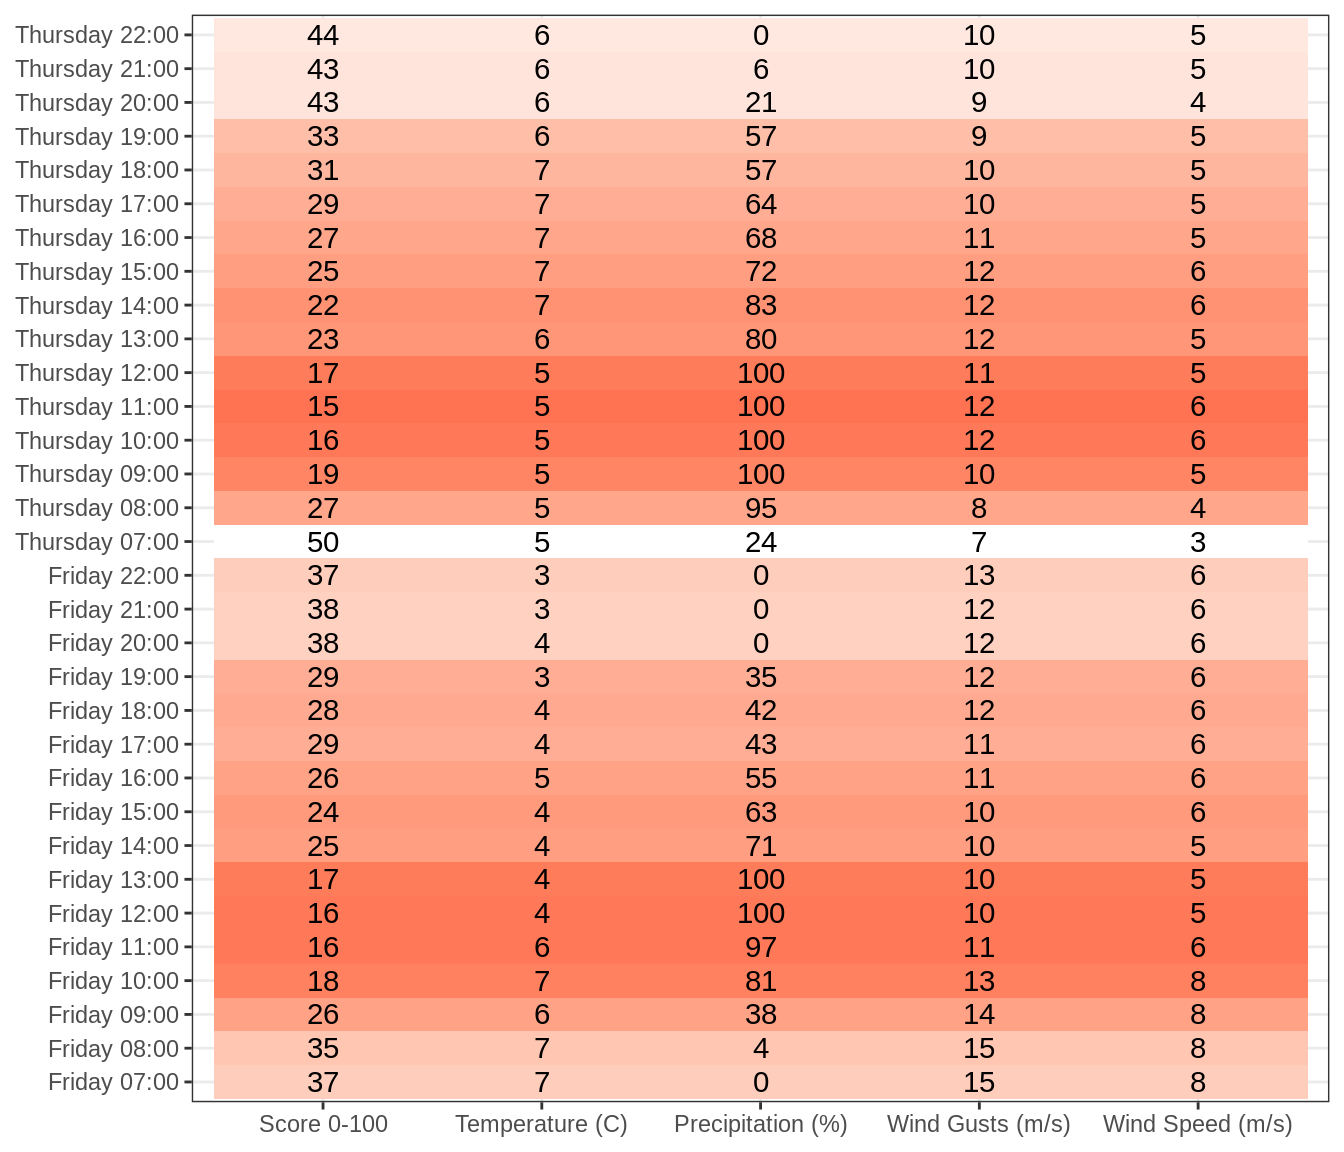 Thursday 22:00 44 6 0 10 5
Thursday 21:00 43 6 6 10 5
Thursday 20:00 43 6 21 9 4
Thursday 19:00 33 6 57 9 5
Thursday 18:00 31 7 57 10 5
Thursday 17:00 29 7 64 10 5
Thursday 16:00 27 7 68 11 5
Thursday 15:00 25 7 72 12 6
Thursday 14:00 22 7 83 12 6
Thursday 13:00 23 6 80 12 5
Thursday 12:00 17 5 100 11 5
Thursday 11:00 15 5 100 12 6
Thursday 10:00 16 5 100 12 6
Thursday 09:00 19 5 100 10 5
Thursday 08:00 27 5 95 8 4
Thursday 07:00 50 5 24 7 3
Friday 22:00 37 3 0 13 6
Friday 21:00 38 3 0 12 6
Friday 20:00 38 4 0 12 6
Friday 19:00 29 3 35 12 6
Friday 18:00 28 4 42 12 6
Friday 17:00 29 4 43 11 6
Friday 16:00 26 5 55 11 6
Friday 15:00 24 4 63 10 6
Friday 14:00 25 4 71 10 5
Friday 13:00 17 4 100 10 5
Friday 12:00 16 4 100 10 5
Friday 11:00 16 6 97 11 6
Friday 10:00 18 7 81 13 8
Friday 09:00 26 6 38 14 8
Friday 08:00 35 7 4 15 8
Friday 07:00 37 7 0 15 8
Score 0-100 Temperature (C) Precipitation (%) Wind Gusts (m/s) Wind Speed (m/s)